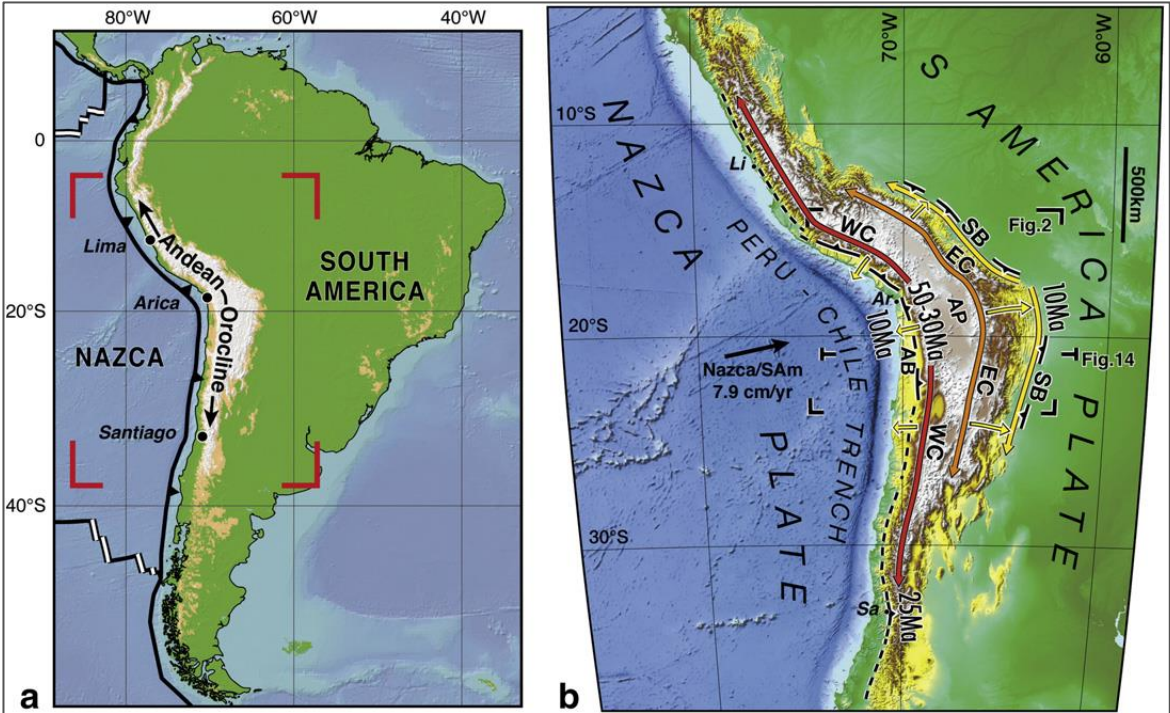 80°W 60°W 40°W
0
20°S
40°S
Lima
Arica
Santiago
Andean Orocline
SOUTH
AMERICA
NAZCA
a
70°W 60°W
10°S
20°S
30°S
NAZCA PLATE
S AMERICA PLATE
PERU - CHILE TRENCH
500km
Li
WC
SB
EC
Fig.2
Ar
50-30Ma
AP
10Ma
10Ma
AB
Fig.14
Nazca/SAm
7.9 cm/yr
EC
SB
WC
Sa
25Ma
b